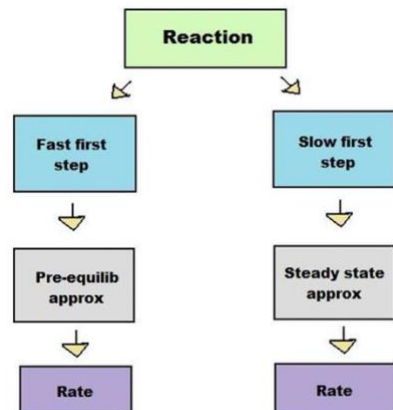 Reaction
Fast first
step
Slow first
step
Pre-equilib
approx
Steady state
approx
Rate
Rate